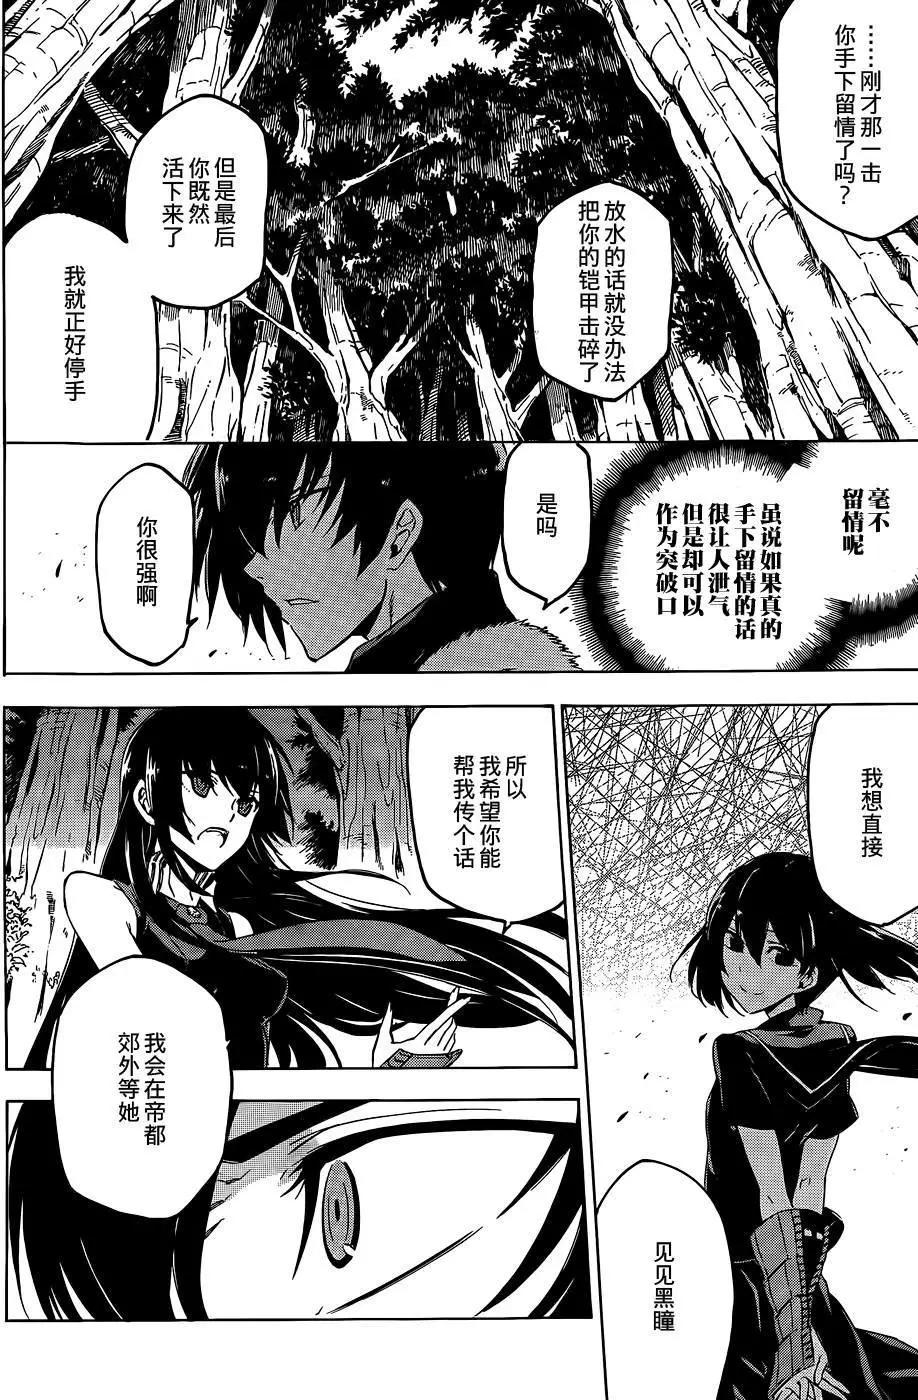 ……刚才那一击
你手下留情了吗？
放水的话就没办法
把你的铠甲击碎了
但是最后
你既然
活下来了
我就正好停手
毫不
留情呢
虽说如果真的
手下留情的话
很让人泄气
但是却可以
作为突破口
是吗
你很强啊
我想直接
见见黑瞳
所以
我希望你能
帮我传个话
我会在帝都
郊外等她